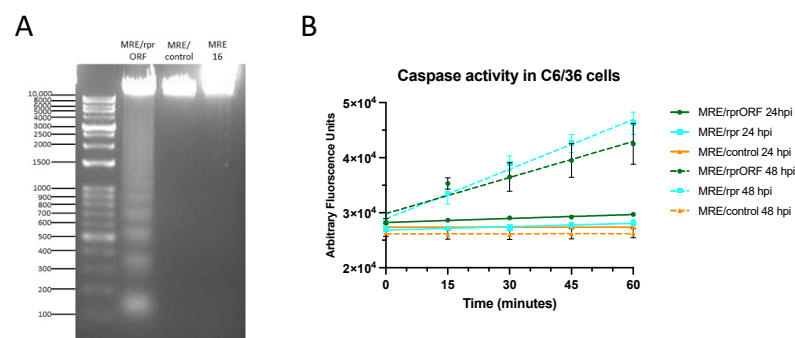 A
MRE/rpr
ORF
MRE/
control
MRE
16
10,000
8000
6000
5000
4000
3000
2500
2000
1500
1000
900
800
700
600
500
400
300
200
100
B
Caspase activity in C6/36 cells
Arbitrary Fluorescence Units
5×10⁴
4×10⁴
3×10⁴
2×10⁴
0 15 30 45 60
Time (minutes)
MRE/rprORF 24hpi
MRE/rpr 24 hpi
MRE/control 24 hpi
MRE/rprORF 48 hpi
MRE/rpr 48 hpi
MRE/control 48 hpi